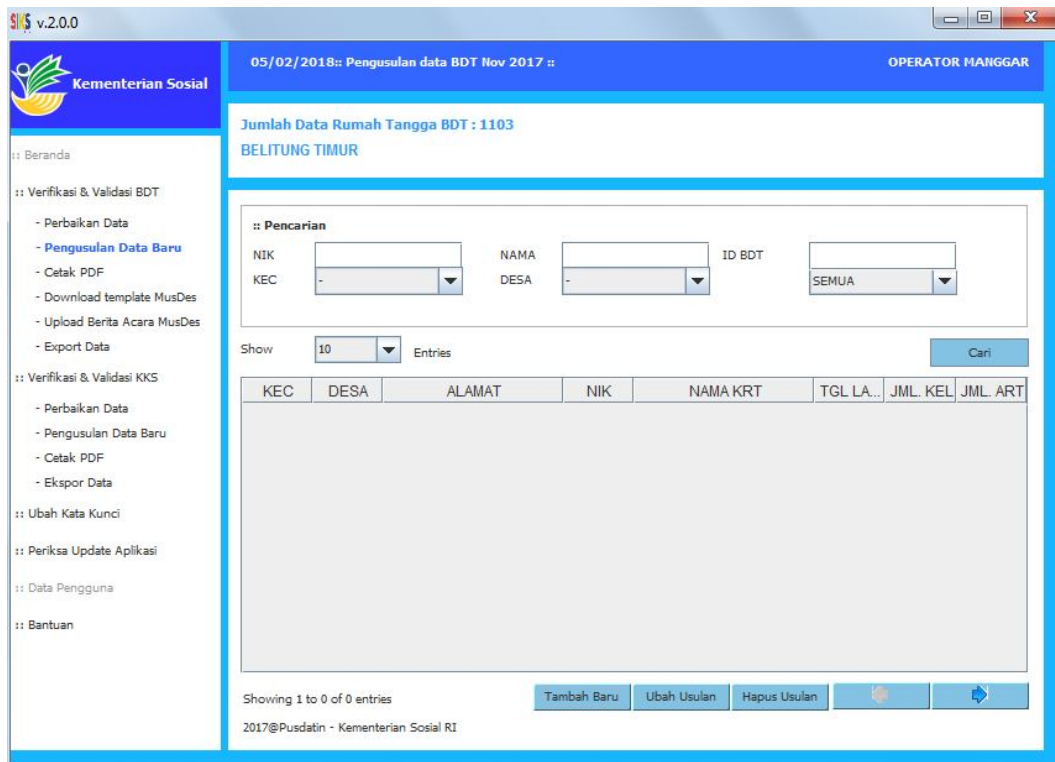 SIKS v.2.0.0
Kementerian Sosial
05/02/2018:: Pengusulan data BDT Nov 2017 ::
OPERATOR MANGGAR
Jumlah Data Rumah Tangga BDT : 1103
BELITUNG TIMUR
:: Beranda
:: Verifikasi & Validasi BDT
- Perbaikan Data
- Pengusulan Data Baru
- Cetak PDF
- Download template MusDes
- Upload Berita Acara MusDes
- Export Data
:: Verifikasi & Validasi KKS
- Perbaikan Data
- Pengusulan Data Baru
- Cetak PDF
- Ekspor Data
:: Ubah Kata Kunci
:: Periksa Update Aplikasi
:: Data Pengguna
:: Bantuan
:: Pencarian
NIK NAMA ID BDT
KEC - DESA - SEMUA
Show 10 Entries Cari
KEC DESA ALAMAT NIK NAMA KRT TGL LA... JML. KEL JML. ART
Showing 1 to 0 of 0 entries Tambah Baru Ubah Usulan Hapus Usulan
2017@Pusdatin - Kementerian Sosial RI